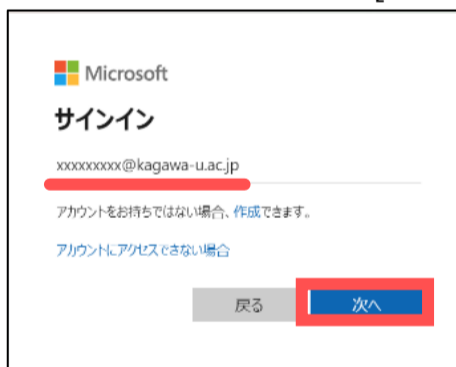 Microsoft
サインイン
xxxxxxxxx@kagawa-u.ac.jp
アカウントをお持ちではない場合、作成できます。
アカウントにアクセスできない場合
戻る 次へ